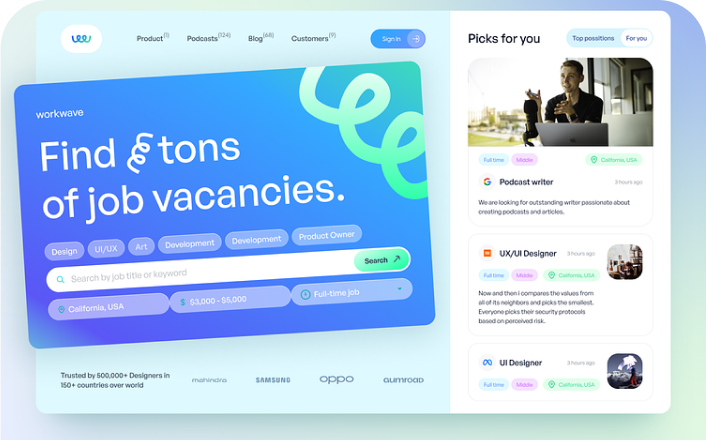 Product(1)
Podcasts(124)
Blog(68)
Customers(9)
Sign in
workwave
Find tons
of job vacancies.
Design
UI/UX
Art
Development
Development
Product Owner
Search by job title or keyword
Search
California, USA
$3,000 - $5,000
Full-time job
Trusted by 500,000+ Designers in
150+ countries over world
mahindra
SAMSUNG
oppo
gumroad
Picks for you
Top possitions
For you
Full time
Middle
California, USA
Podcast writer
3 hours ago
We are looking for outstanding writer passionate about
creating podcasts and articles.
UX/UI Designer
3 hours ago
Full time
Middle
California, USA
Now and then i compares the values from
all of its neighbors and picks the smallest.
Everyone picks their security protocols
based on perceived risk.
UI Designer
3 hours ago
Full time
Middle
California, USA